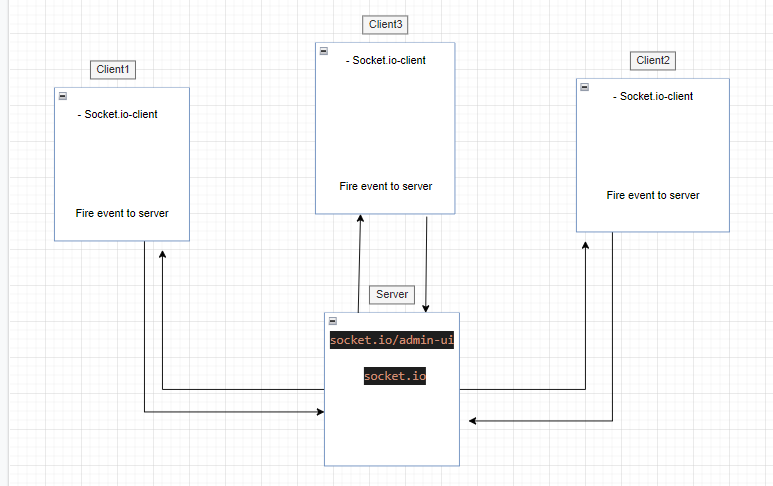 Client3
- Socket.io-client
Fire event to server
Client1
- Socket.io-client
Fire event to server
Client2
- Socket.io-client
Fire event to server
Server
socket.io/admin-ui
socket.io